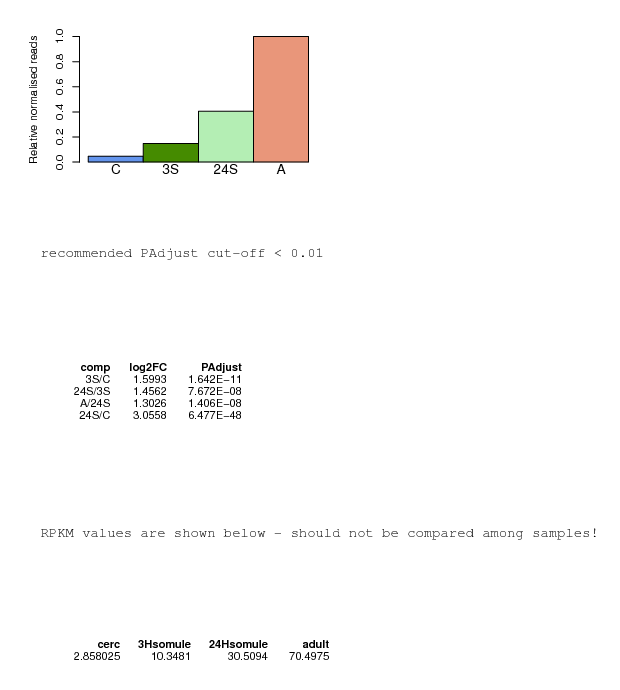 Relative normalised reads
1.0
0.8
0.6
0.4
0.2
0.0
C 3S 24S A
recommended PAdjust cut-off < 0.01
comp log2FC PAdjust
3S/C 1.5993 1.642E-11
24S/3S 1.4562 7.672E-08
A/24S 1.3026 1.406E-08
24S/C 3.0558 6.477E-48
RPKM values are shown below - should not be compared among samples!
cerc 3Hsomule 24Hsomule adult
2.858025 10.3481 30.5094 70.4975